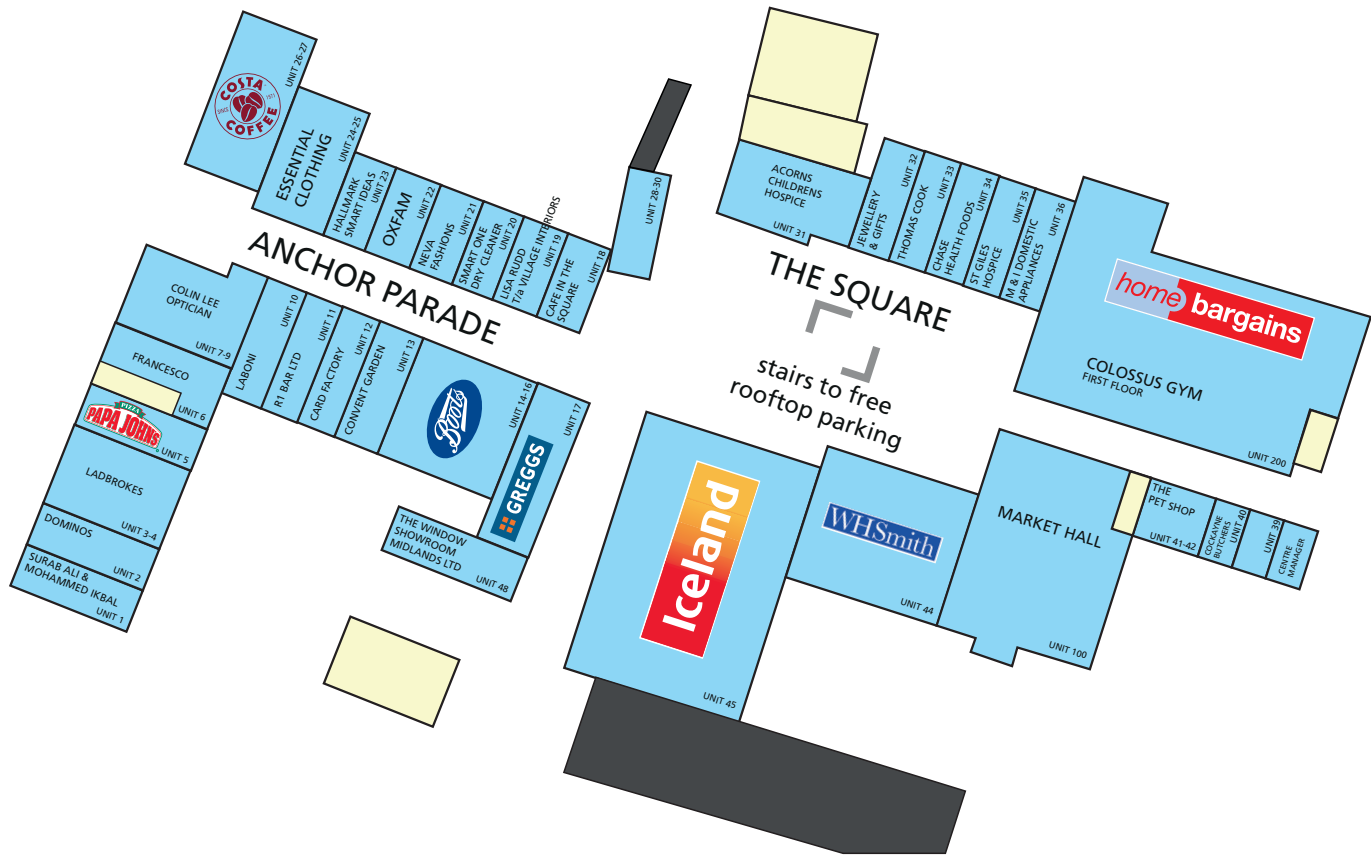 COSTA
COFFEE
SINCE 1971
UNIT 26-27
ESSENTIAL
CLOTHING
UNIT 24-25
HALLMARK
SMART IDEAS
UNIT 23
OXFAM
UNIT 22
NEVA
FASHIONS
UNIT 21
SMART ONE
DRY CLEANER
UNIT 20
LISA RUDD
T/a VILLAGE INTERIORS
UNIT 19
CAFE IN THE
SQUARE
UNIT 18
UNIT 28-30
ANCHOR PARADE
COLIN LEE
OPTICIAN
UNIT 7-9
FRANCESCO
UNIT 6
PIZZA
PAPA JOHNS
UNIT 5
LADBROKES
UNIT 3-4
DOMINOS
UNIT 2
SURAB ALI &
MOHAMMED IKBAL
UNIT 1
LABONI
UNIT 10
R1 BAR LTD
UNIT 11
CARD FACTORY
UNIT 12
CONVENT GARDEN
UNIT 13
Boots
UNIT 14-16
GREGGS
UNIT 17
THE WINDOW
SHOWROOM
MIDLANDS LTD
UNIT 48
ACORNS
CHILDRENS
HOSPICE
UNIT 31
JEWELLERY
& GIFTS
UNIT 32
THOMAS COOK
UNIT 33
CHASE
HEALTH FOODS
UNIT 34
ST GILES
HOSPICE
UNIT 35
M & I DOMESTIC
APPLIANCES
UNIT 36
THE SQUARE
stairs to free
rooftop parking
home bargains
COLOSSUS GYM
FIRST FLOOR
UNIT 200
Iceland
UNIT 45
WHSmith
UNIT 44
MARKET HALL
UNIT 100
THE
PET SHOP
UNIT 41-42
COCKAYNE
BUTCHERS
UNIT 40
UNIT 39
CENTRE
MANAGER